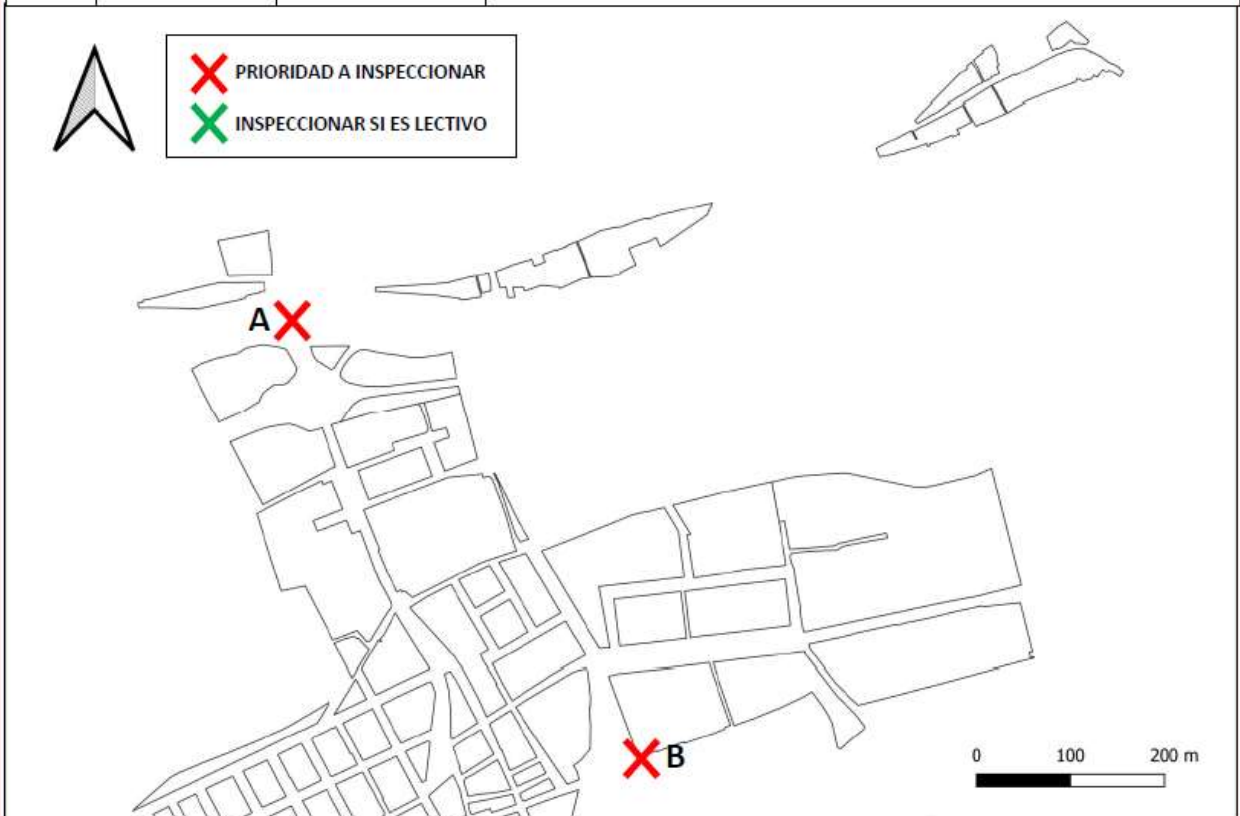 PRIORIDAD A INSPECCIONAR
INSPECCIONAR SI ES LECTIVO
A
B
0 100 200 m